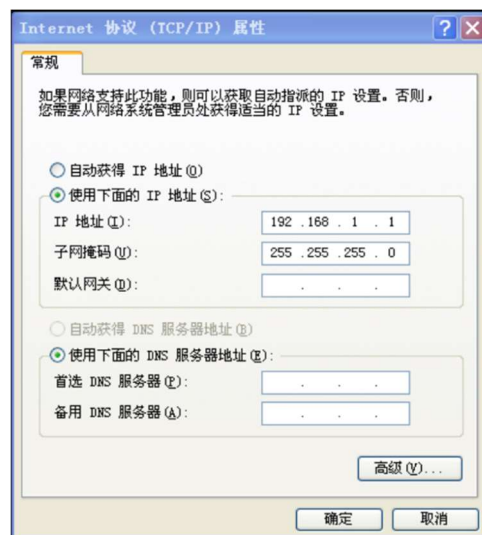 Internet 协议 (TCP/IP) 属性
常规
如果网络支持此功能，则可以获取自动指派的 IP 设置。否则，
您需要从网络系统管理员处获得适当的 IP 设置。
自动获得 IP 地址(O)
使用下面的 IP 地址(S):
IP 地址(I): 192 .168 . 1 . 1
子网掩码(U): 255 .255 .255 . 0
默认网关(D): . . .
自动获得 DNS 服务器地址(B)
使用下面的 DNS 服务器地址(E):
首选 DNS 服务器(P): . . .
备用 DNS 服务器(A): . . .
高级(V)...
确定 取消